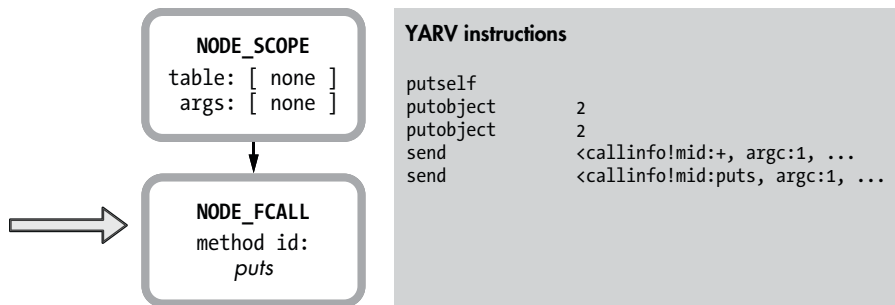 NODE_SCOPE
table: [ none ]
args: [ none ]
NODE_FCALL
method id:
puts
YARV instructions
putself
putobject 2
putobject 2
send <callinfo!mid:+, argc:1, ...
send <callinfo!mid:puts, argc:1, ...